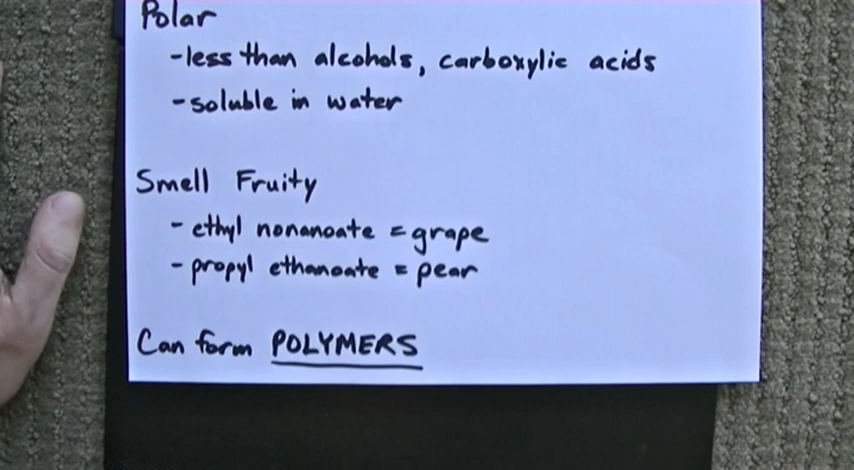 Polar
-less than alcohols, carboxylic acids
-soluble in water
Smell Fruity
- ethyl nonanoate = grape
- propyl ethanoate = pear
Can form POLYMERS